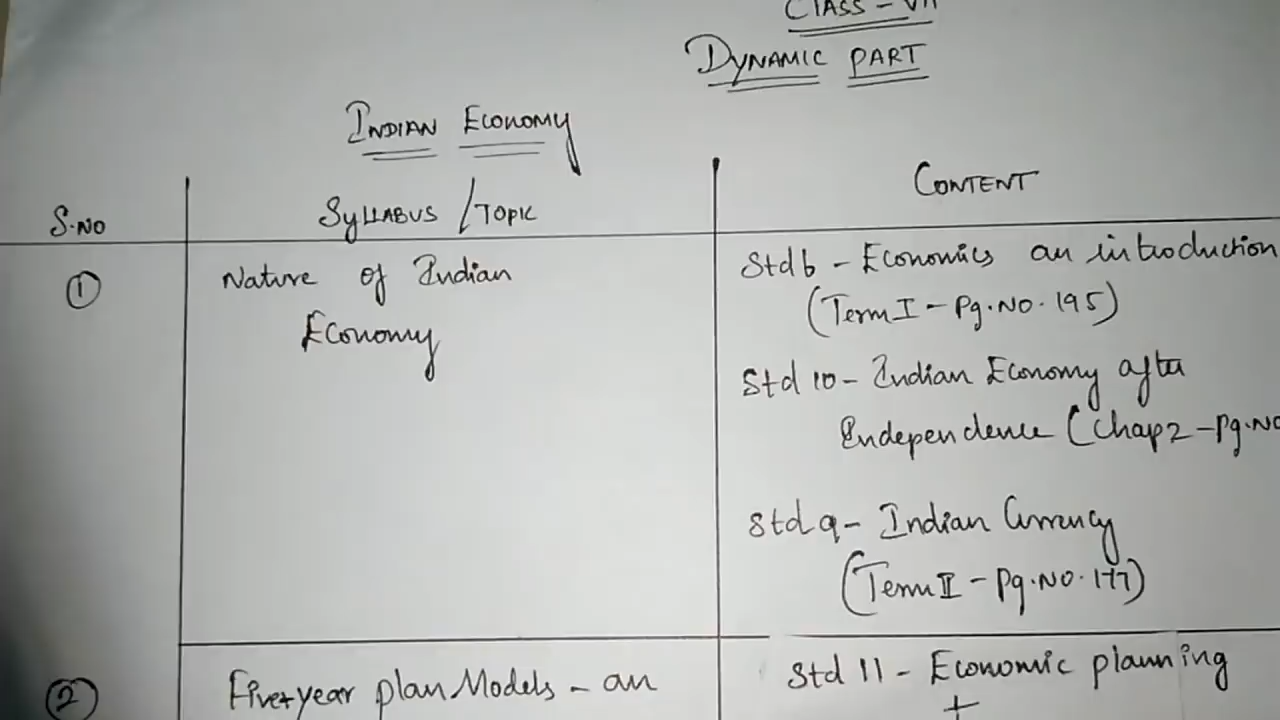 CLASS - VII
DYNAMIC PART
INDIAN ECONOMY
S.NO
SYLLABUS / TOPIC
CONTENT
①
Nature of Indian
Economy
Std 6 - Economics an introduction
(Term I - Pg.No. 195)
Std 10 - Indian Economy after
Independence (Chap 2 - Pg.No
Std 9 - Indian Currency
(Term II - Pg.No. 177)
②
Five year plan Models - an
Std 11 - Economic planning
+